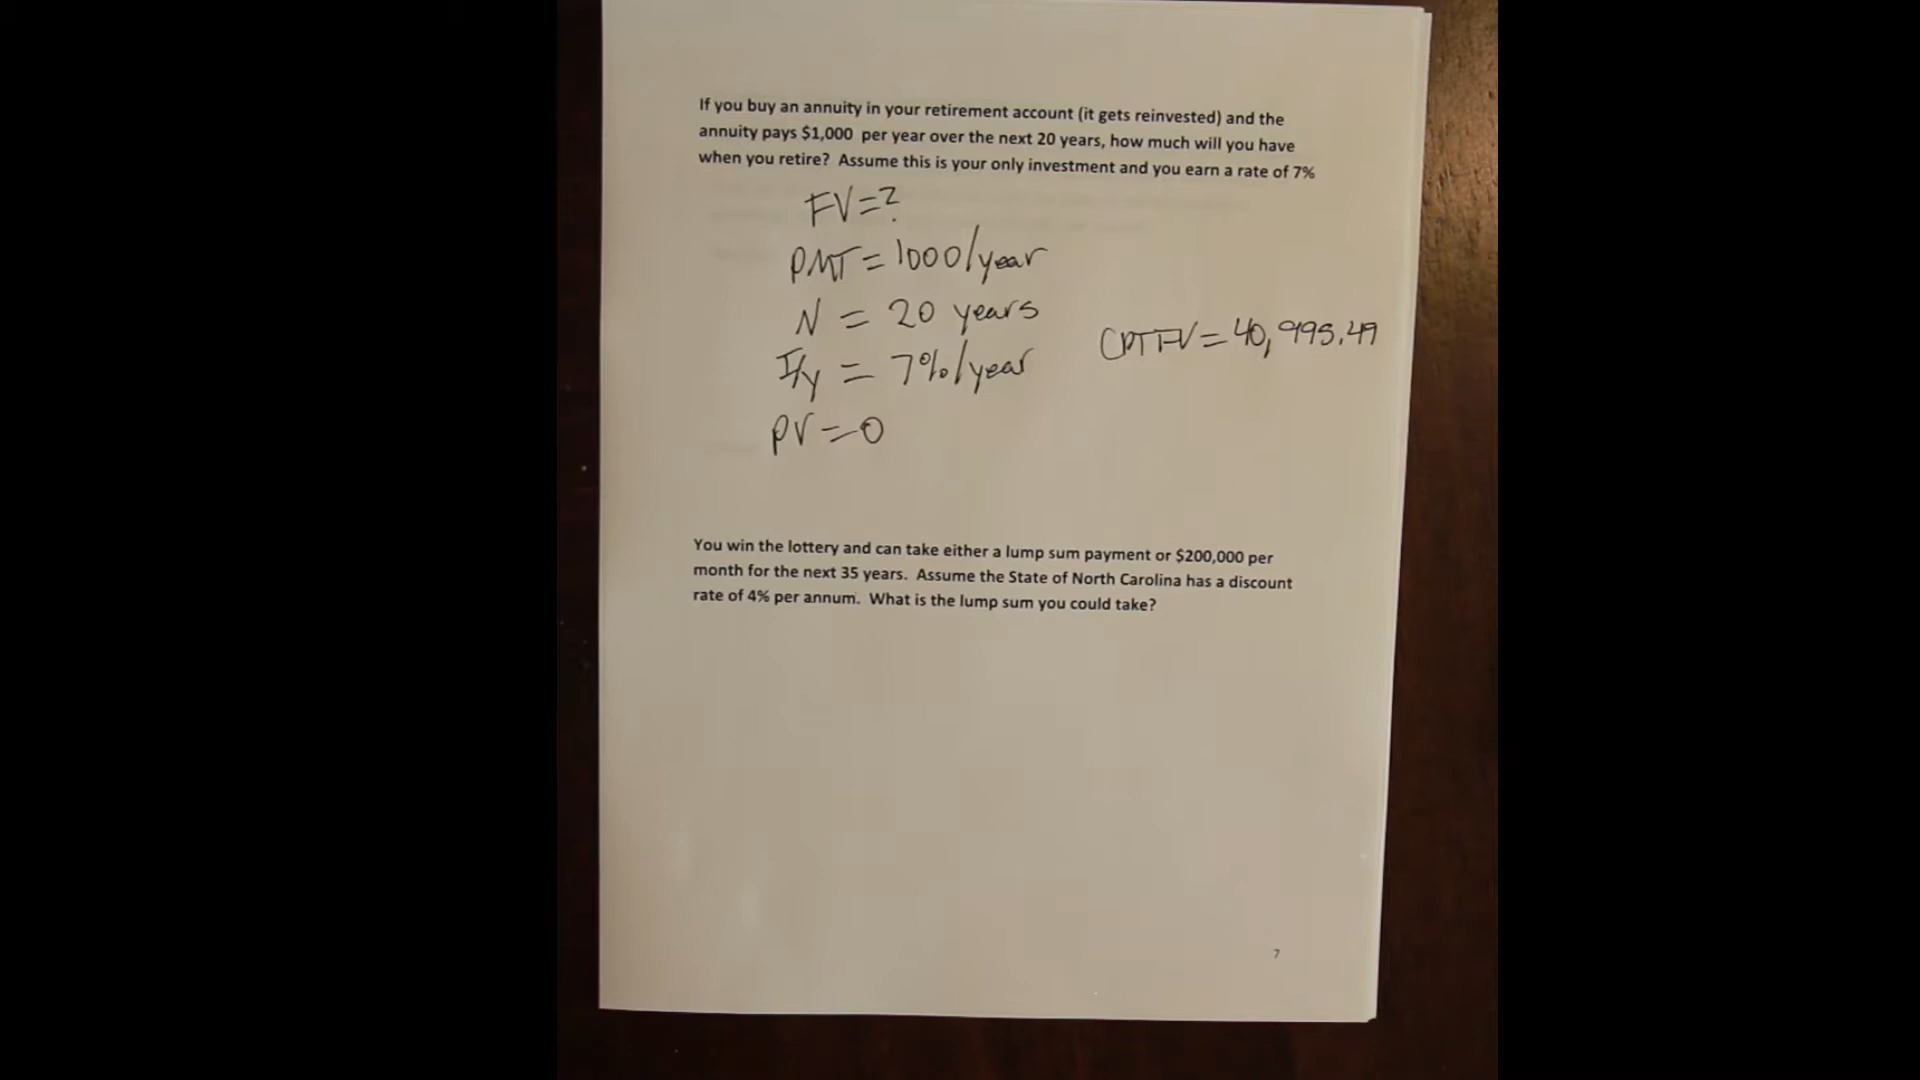 If you buy an annuity in your retirement account (it gets reinvested) and the
annuity pays $1,000 per year over the next 20 years, how much will you have
when you retire? Assume this is your only investment and you earn a rate of 7%
FV=?
PMT = 1000/year
N = 20 years
I/y = 7%/year
CPT FV = 40,995.49
PV = 0
You win the lottery and can take either a lump sum payment or $200,000 per
month for the next 35 years. Assume the State of North Carolina has a discount
rate of 4% per annum. What is the lump sum you could take?
7